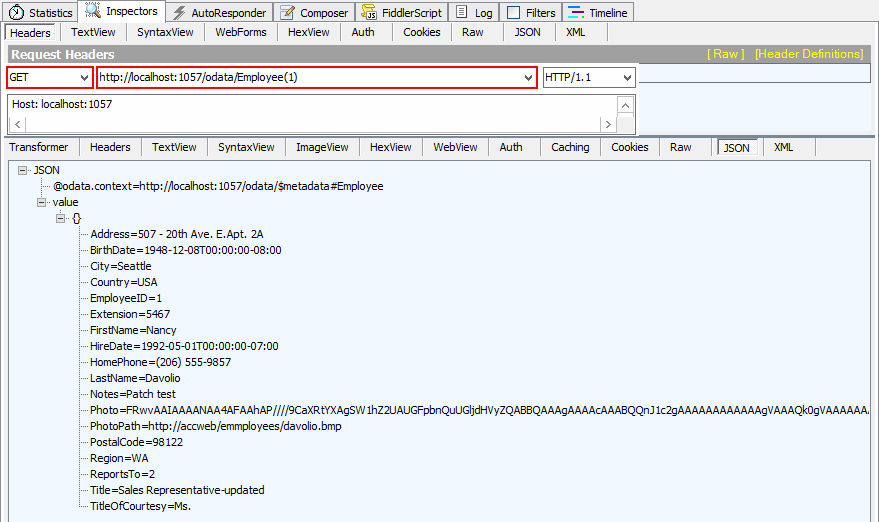 Statistics Inspectors AutoResponder Composer FiddlerScript Log Filters Timeline
Headers TextView SyntaxView WebForms HexView Auth Cookies Raw JSON XML
Request Headers [ Raw ] [Header Definitions]
GET http://localhost:1057/odata/Employee(1) HTTP/1.1
Host: localhost:1057
Transformer Headers TextView SyntaxView ImageView HexView WebView Auth Caching Cookies Raw JSON XML
JSON
@odata.context=http://localhost:1057/odata/$metadata#Employee
value
{}
Address=507 - 20th Ave. E.Apt. 2A
BirthDate=1948-12-08T00:00:00-08:00
City=Seattle
Country=USA
EmployeeID=1
Extension=5467
FirstName=Nancy
HireDate=1992-05-01T00:00:00-07:00
HomePhone=(206) 555-9857
LastName=Davolio
Notes=Patch test
Photo=FRwvAAIAAAANAA4AFAAhAP////9CaXRtYXAgSW1hZ2UAUGFpbnQuUGljdHVyZQABBQAAAgAAAAcAAABQQnJ1c2gAAAAAAAAAAAAgVAAAQk0gVAAAAAAA
PhotoPath=http://accweb/emmployees/davolio.bmp
PostalCode=98122
Region=WA
ReportsTo=2
Title=Sales Representative-updated
TitleOfCourtesy=Ms.